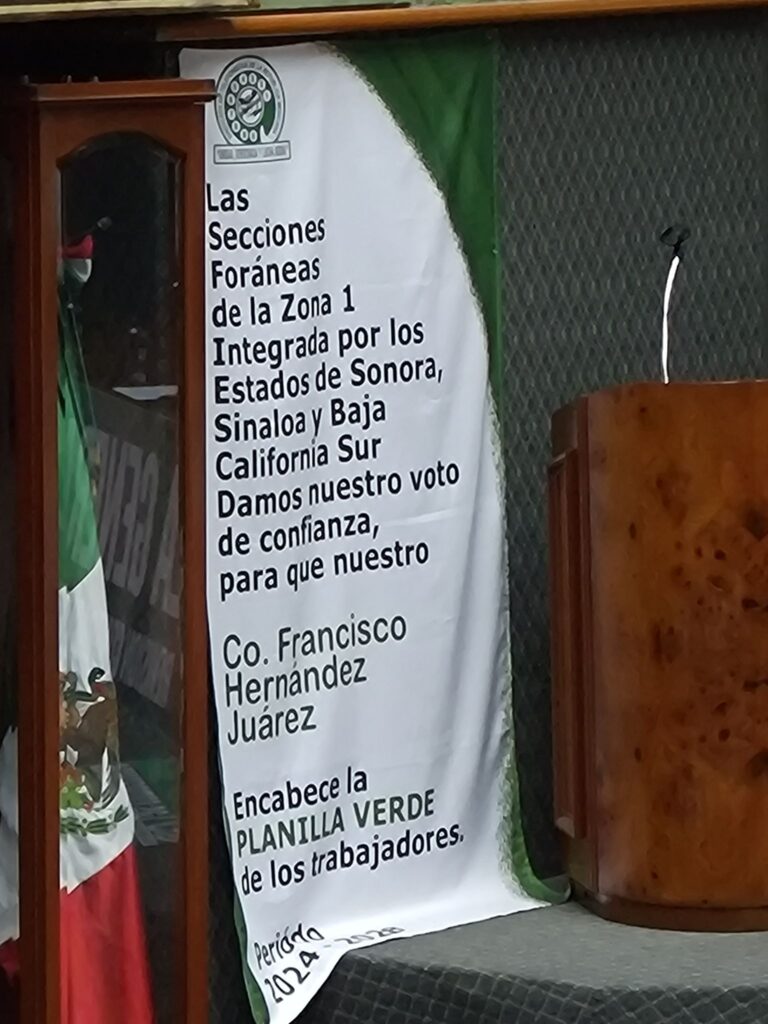 Las
Secciones
Foráneas
de la Zona 1
Integrada por los
Estados de Sonora,
Sinaloa y Baja
California Sur
Damos nuestro voto
de confianza,
para que nuestro
Co. Francisco
Hernández
Juárez
Encabece la
PLANILLA VERDE
de los trabajadores.
Periódo
2024 - 2028